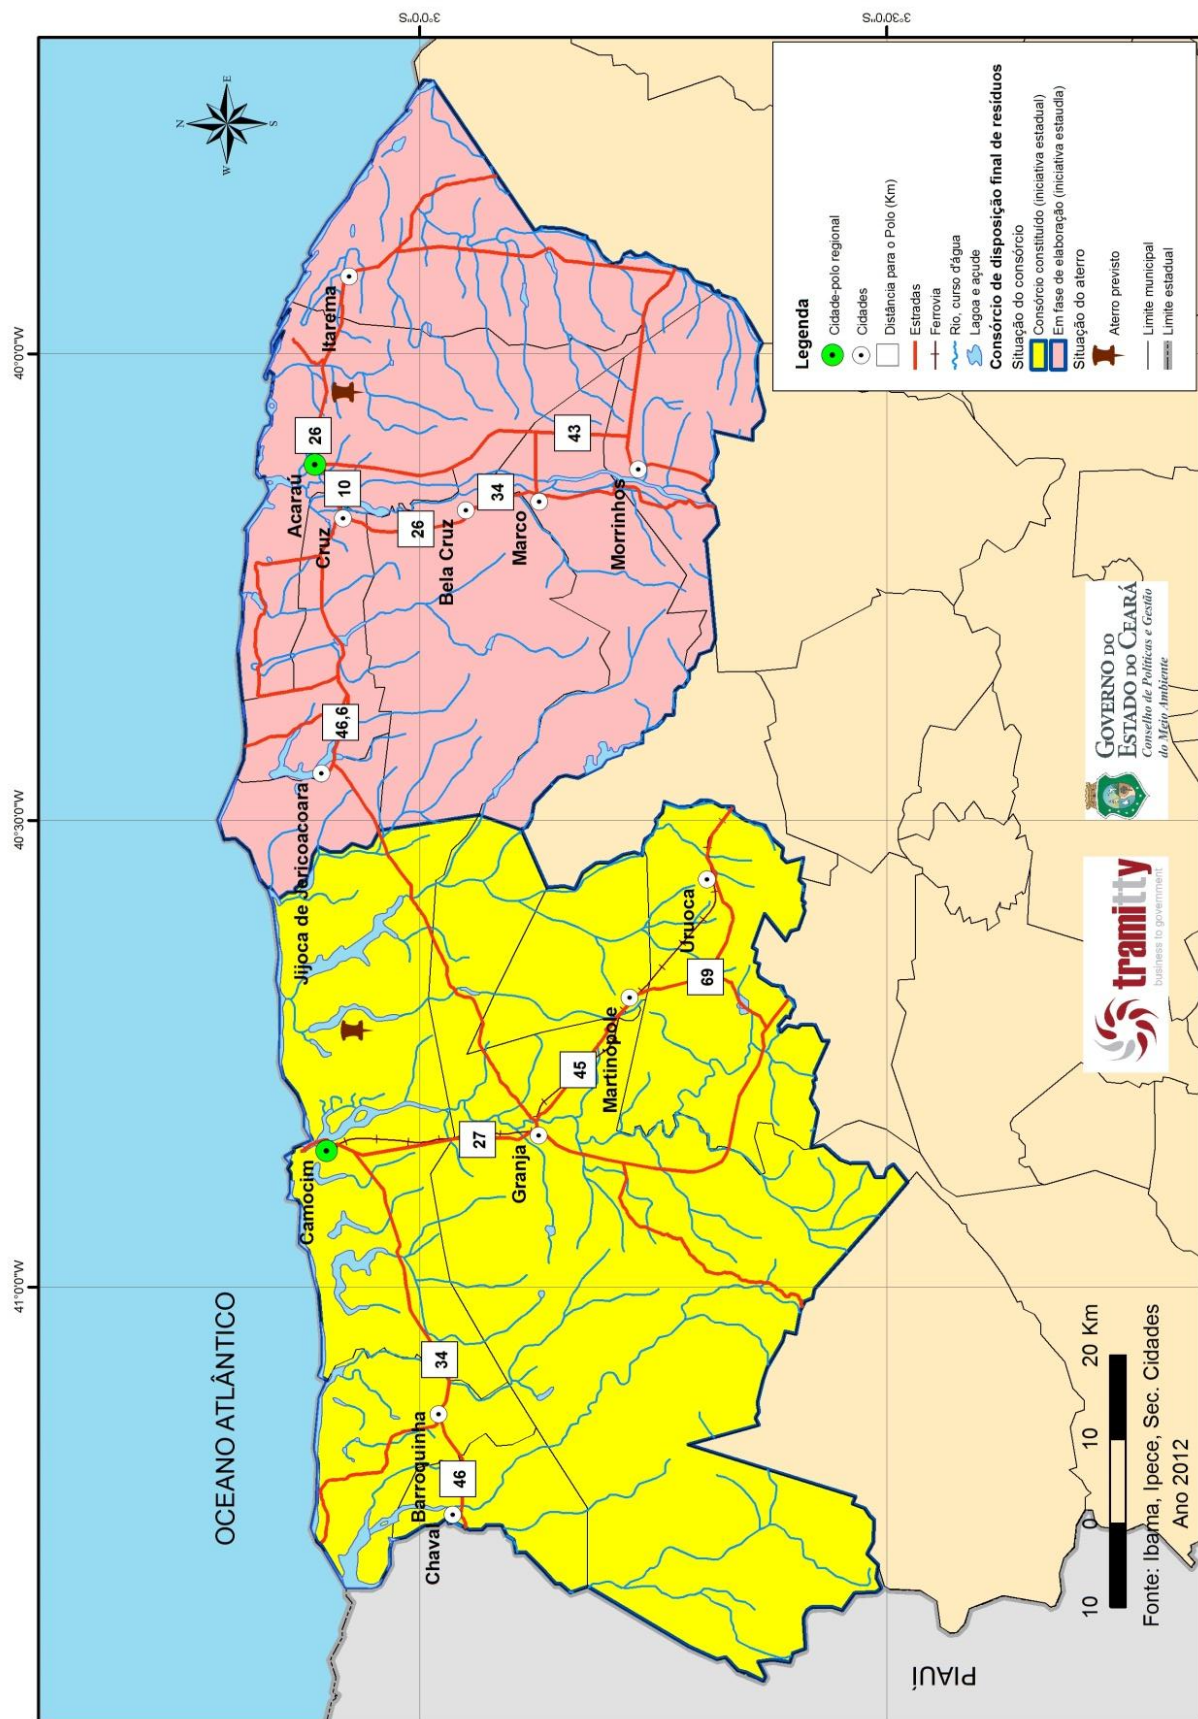 41°0'0"W
40°30'0"W
40°0'0"W
3°0'0"S
3°30'0"S
OCEANO ATLÂNTICO
N
E
S
W
Camocim
Jijoca de Jericoacoara
46,6
Cruz
10
Acaraú
26
Itarema
26
Bela Cruz
34
Marco
43
Morrinhos
Chaval
46
Barroquinha
34
27
Granja
45
Martinópole
69
Uruoca
PIAUÍ
Legenda
Cidade-polo regional
Cidades
Distância para o Polo (Km)
Estradas
Ferrovia
Rio, curso d'água
Lagoa e açude
Consórcio de disposição final de resíduos
Situação do consórcio
Consórcio constituído (iniciativa estadual)
Em fase de elaboração (iniciativa estaudla)
Situação do aterro
Aterro previsto
Limite municipal
Limite estadual
10 0 10 20 Km
Fonte: Ibama, Ipece, Sec. Cidades
Ano 2012
tramitty
business to government
GOVERNO DO
ESTADO DO CEARÁ
Conselho de Políticas e Gestão
do Meio Ambiente